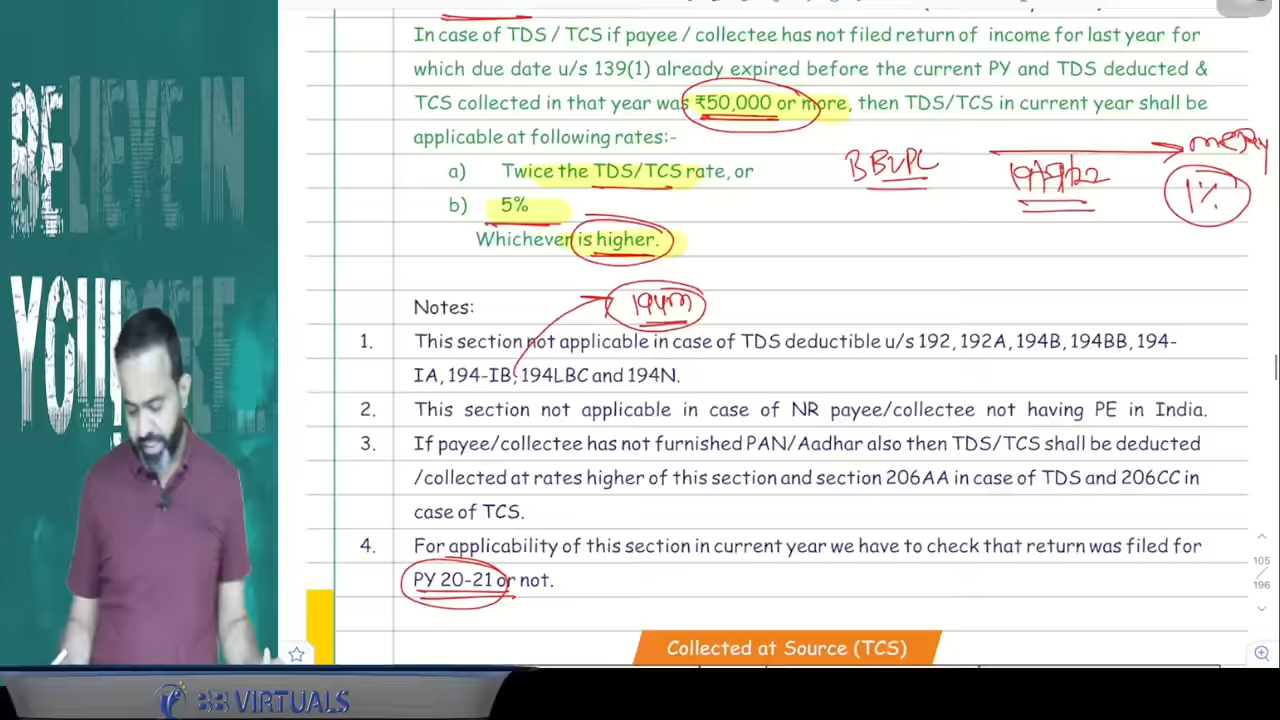 BELIEVE IN
YOURSELF
In case of TDS / TCS if payee / collectee has not filed return of income for last year for
which due date u/s 139(1) already expired before the current PY and TDS deducted &
TCS collected in that year was ₹50,000 or more, then TDS/TCS in current year shall be
applicable at following rates:-
a) Twice the TDS/TCS rate, or
b) 5%
Whichever is higher.
BBVPL
1%
194M
Notes:
1. This section not applicable in case of TDS deductible u/s 192, 192A, 194B, 194BB, 194-
IA, 194-IB, 194LBC and 194N.
2. This section not applicable in case of NR payee/collectee not having PE in India.
3. If payee/collectee has not furnished PAN/Aadhar also then TDS/TCS shall be deducted
/collected at rates higher of this section and section 206AA in case of TDS and 206CC in
case of TCS.
4. For applicability of this section in current year we have to check that return was filed for
PY 20-21 or not.
105
/
196
Collected at Source (TCS)
BB VIRTUALS